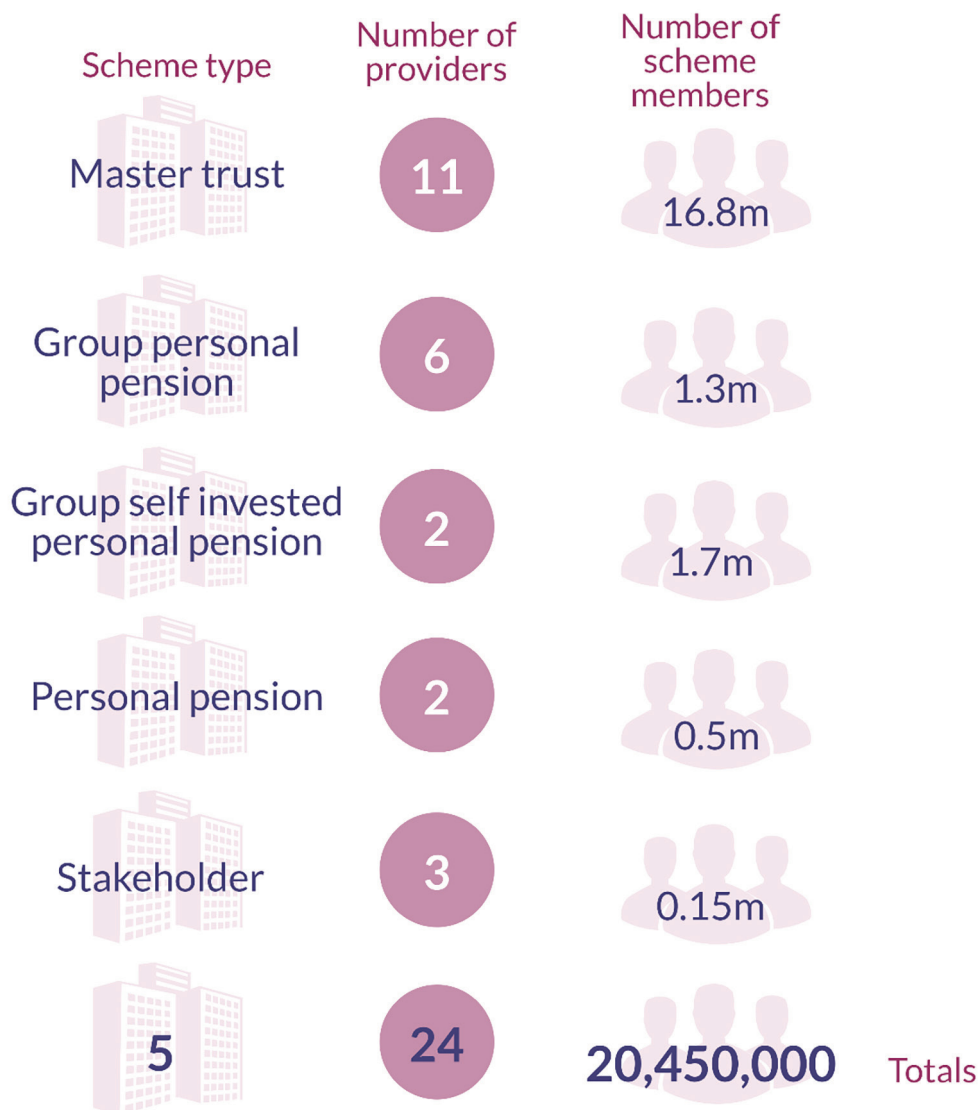 Scheme type
Number of
providers
Number of
scheme
members
Master trust
11
16.8m
Group personal
pension
6
1.3m
Group self invested
personal pension
2
1.7m
Personal pension
2
0.5m
Stakeholder
3
0.15m
5
24
20,450,000
Totals